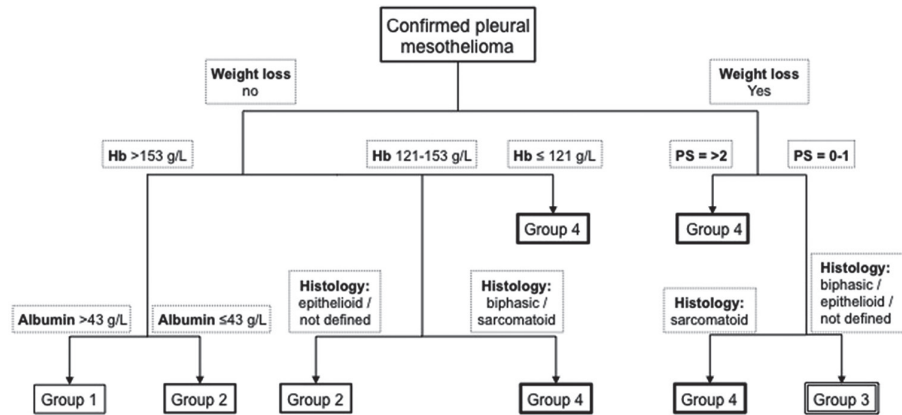 Confirmed pleural
mesothelioma
Weight loss
no
Weight loss
Yes
Hb >153 g/L
Hb 121-153 g/L
Hb ≤ 121 g/L
PS = >2
PS = 0-1
Group 4
Group 4
Albumin >43 g/L
Albumin ≤43 g/L
Histology:
epithelioid /
not defined
Histology:
biphasic /
sarcomatoid
Histology:
sarcomatoid
Histology:
biphasic /
epithelioid /
not defined
Group 1
Group 2
Group 2
Group 4
Group 4
Group 3